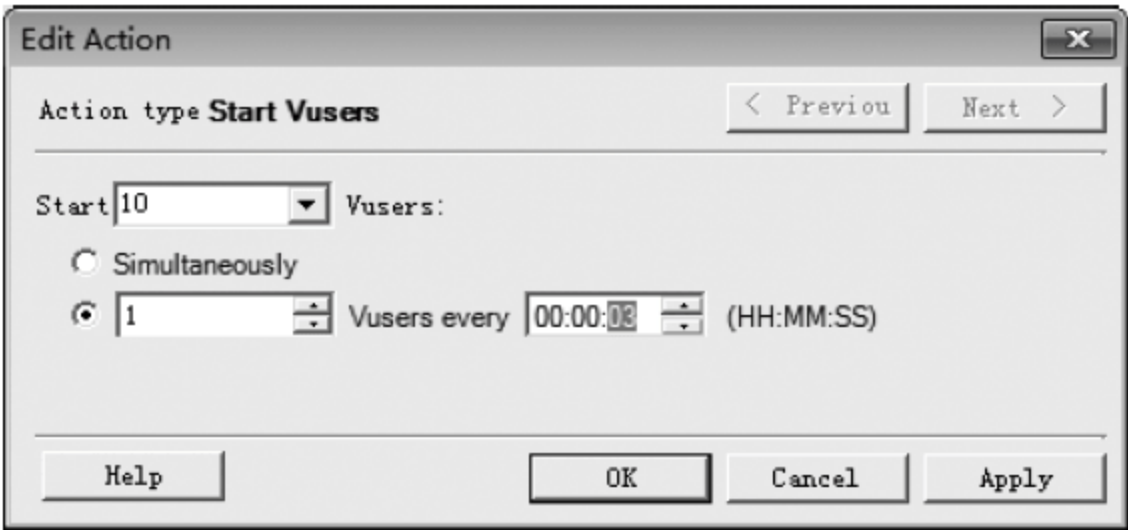 Edit Action
Action type Start Vusers
< Previou Next >
Start 10 Vusers:
Simultaneously
1 Vusers every 00:00:03 (HH:MM:SS)
Help OK Cancel Apply